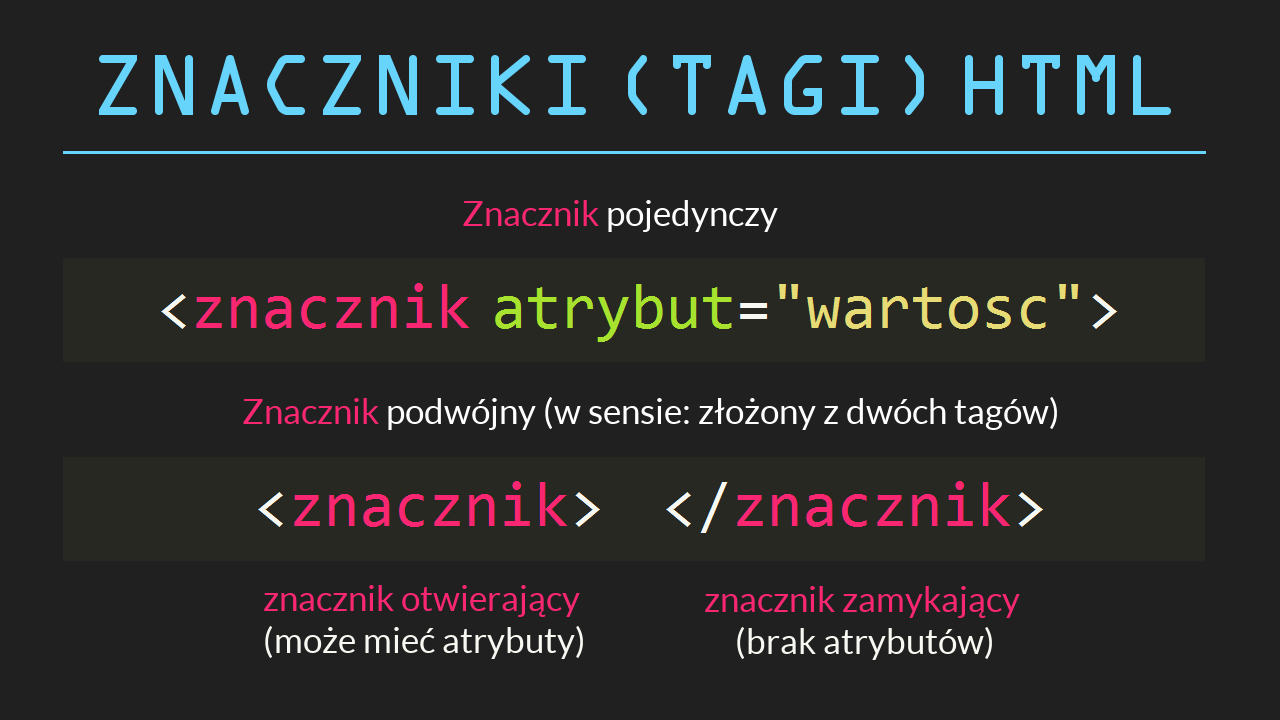 ZNACZNIKI (TAGI) HTML
Znacznik pojedynczy
<znacznik atrybut="wartosc">
Znacznik podwójny (w sensie: złożony z dwóch tagów)
<znacznik> </znacznik>
znacznik otwierający znacznik zamykający
(może mieć atrybuty) (brak atrybutów)